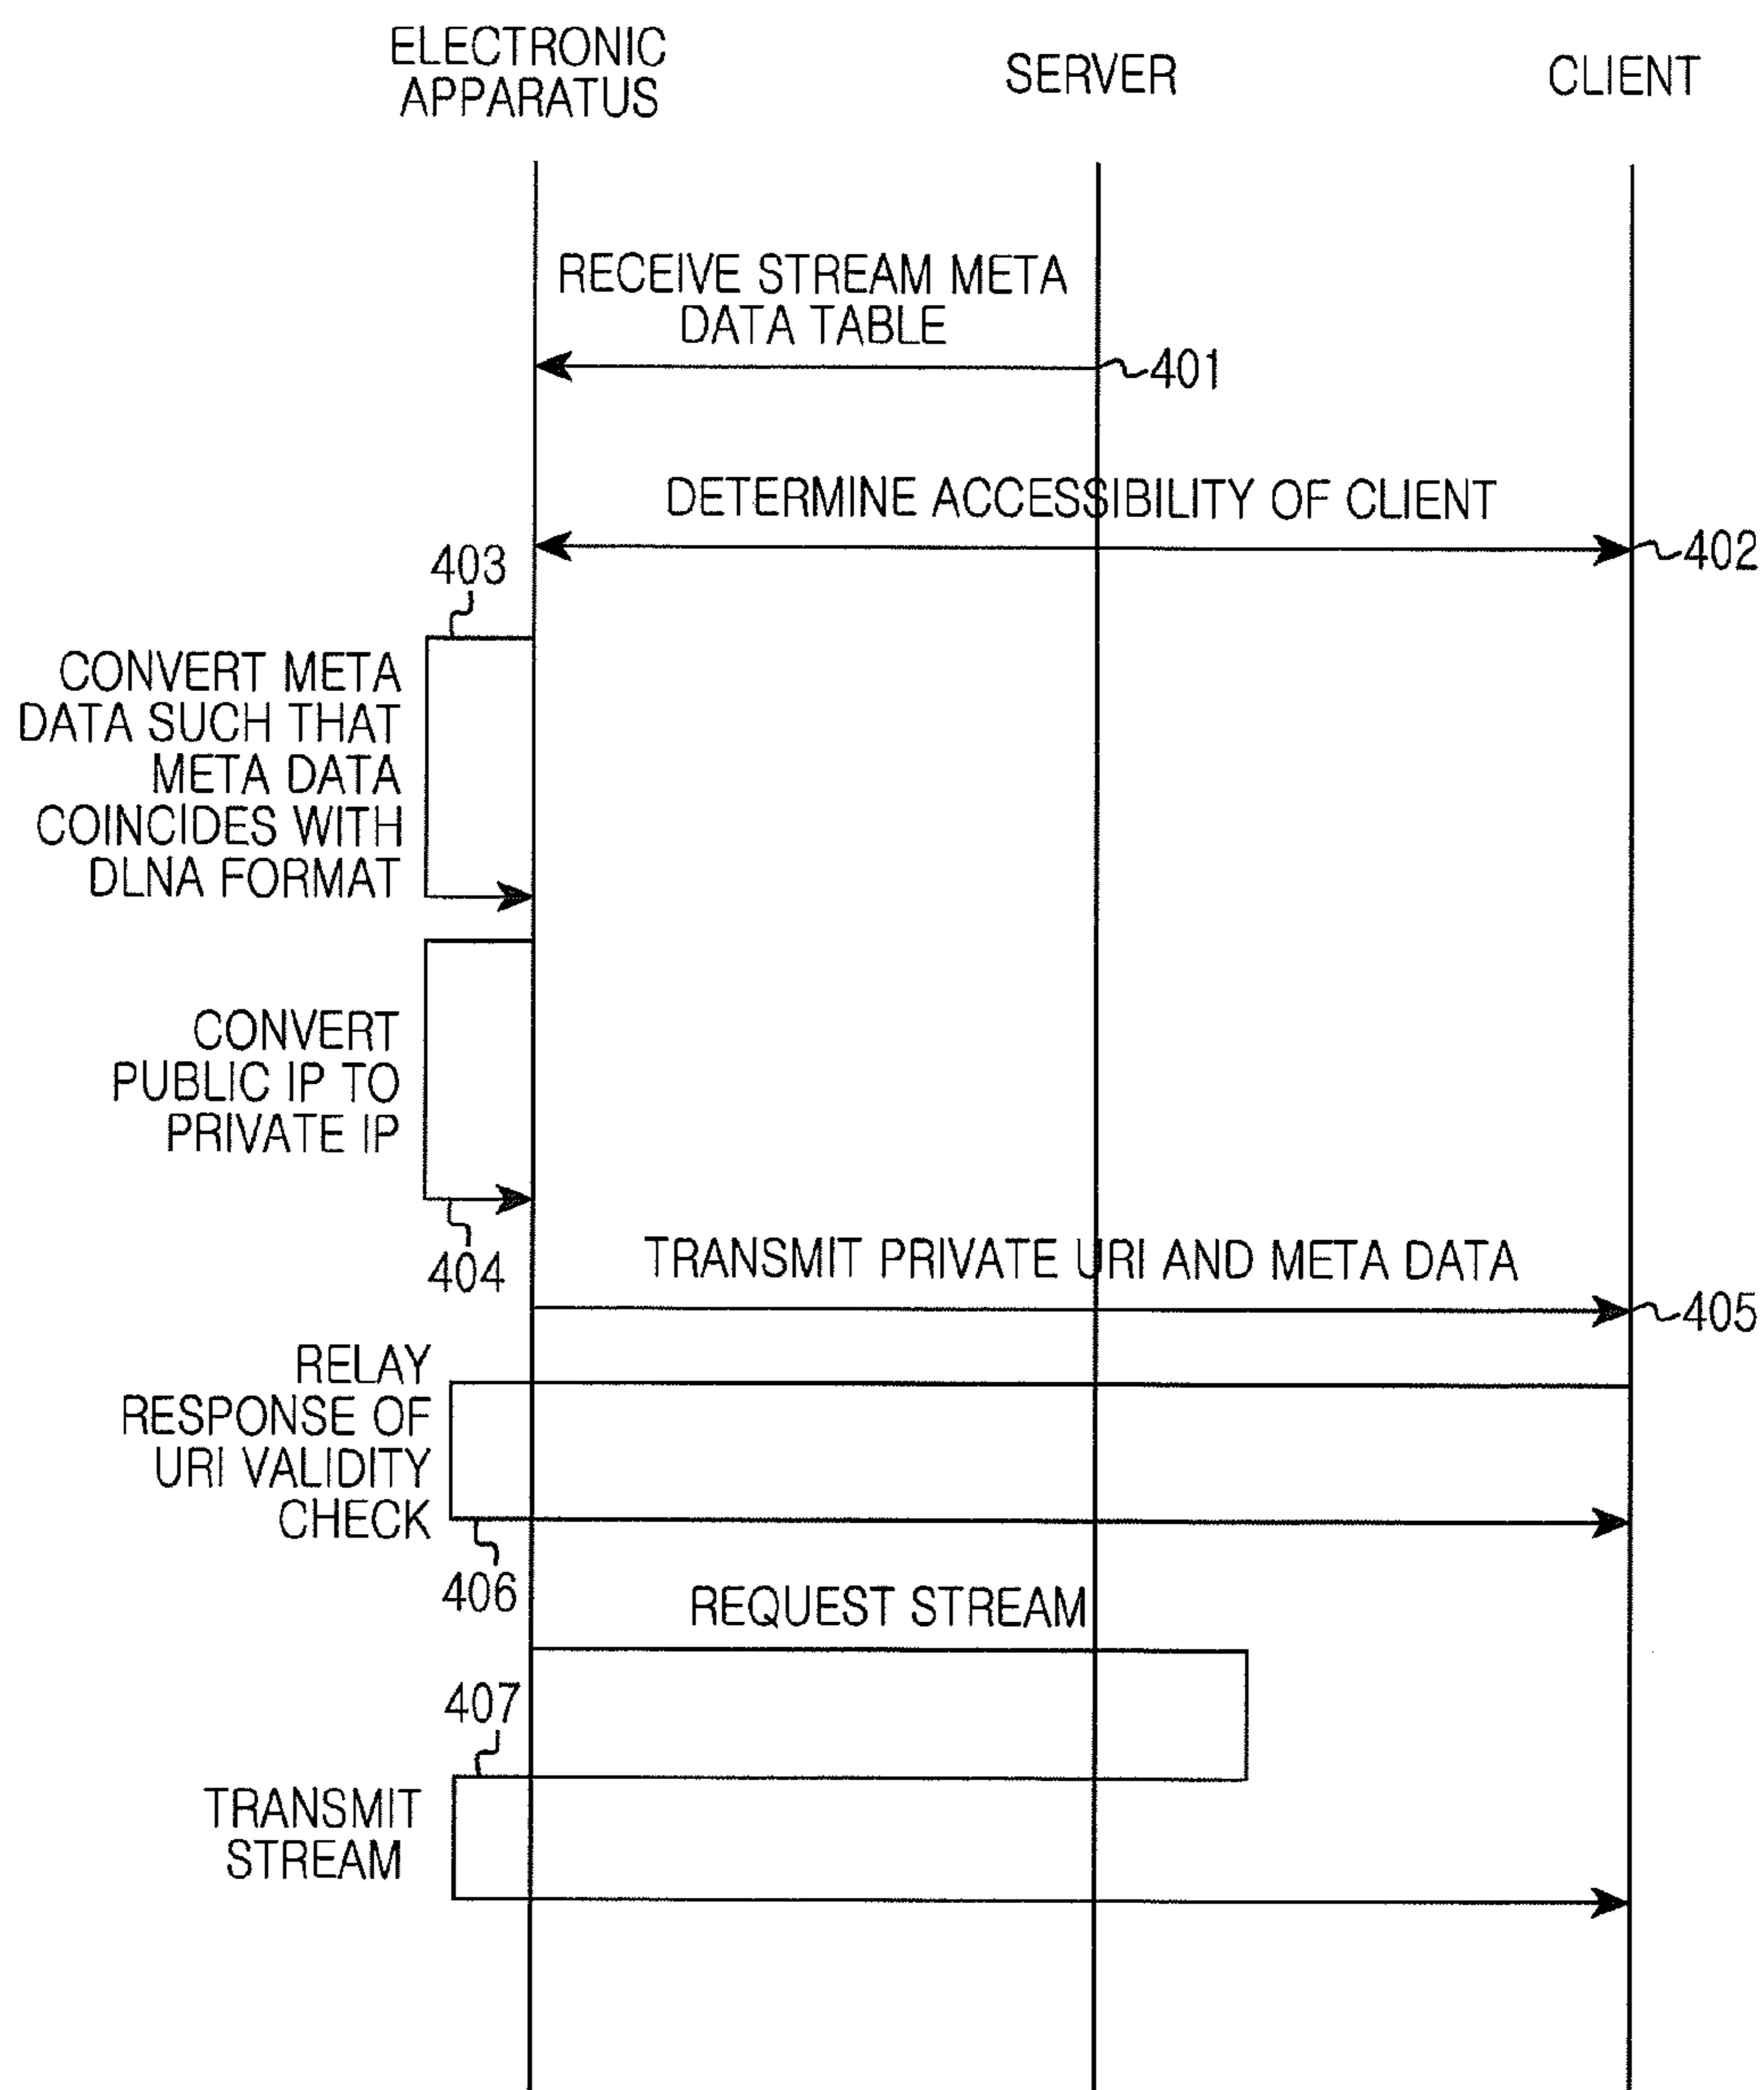 ELECTRONIC
APPARATUS
SERVER
CLIENT
RECEIVE STREAM META
DATA TABLE
401
DETERMINE ACCESSIBILITY OF CLIENT
402
403
CONVERT META
DATA SUCH THAT
META DATA
COINCIDES WITH
DLNA FORMAT
CONVERT
PUBLIC IP TO
PRIVATE IP
404
TRANSMIT PRIVATE URI AND META DATA
405
RELAY
RESPONSE OF
URI VALIDITY
CHECK
406
REQUEST STREAM
407
TRANSMIT
STREAM